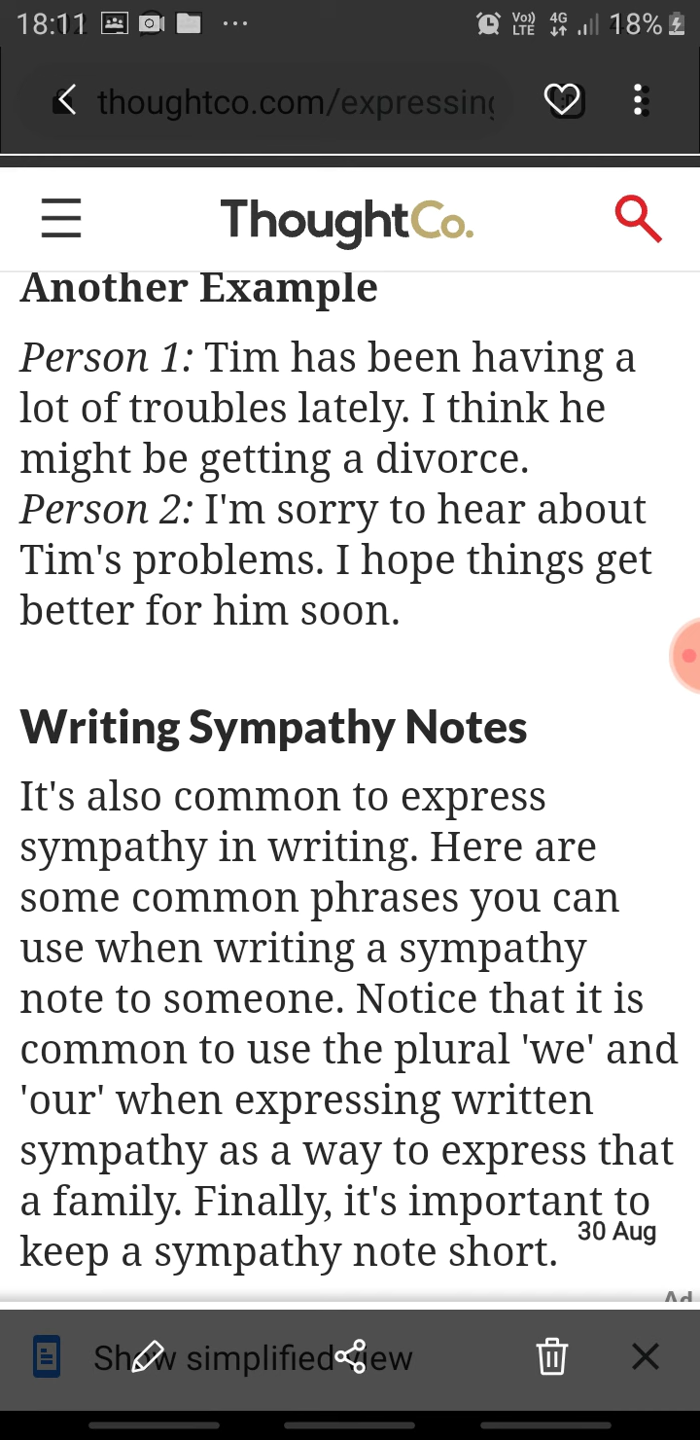 18:11
Vo)) LTE 4G 18%
thoughtco.com/expressing
ThoughtCo.
Another Example
Person 1: Tim has been having a
lot of troubles lately. I think he
might be getting a divorce.
Person 2: I'm sorry to hear about
Tim's problems. I hope things get
better for him soon.
Writing Sympathy Notes
It's also common to express
sympathy in writing. Here are
some common phrases you can
use when writing a sympathy
note to someone. Notice that it is
common to use the plural 'we' and
'our' when expressing written
sympathy as a way to express that
a family. Finally, it's important to
keep a sympathy note short.
30 Aug
Ad
Show simplified view